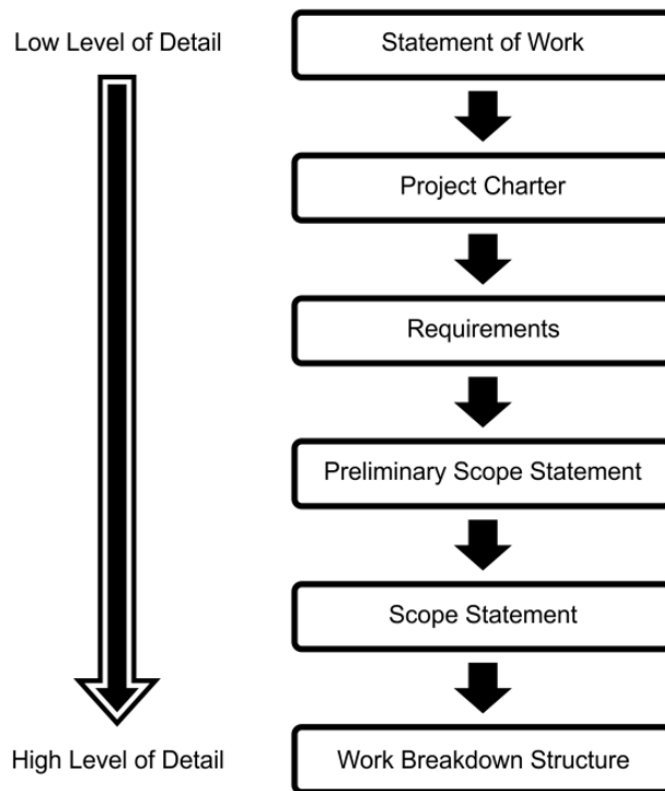 Low Level of Detail
Statement of Work
Project Charter
Requirements
Preliminary Scope Statement
Scope Statement
High Level of Detail
Work Breakdown Structure